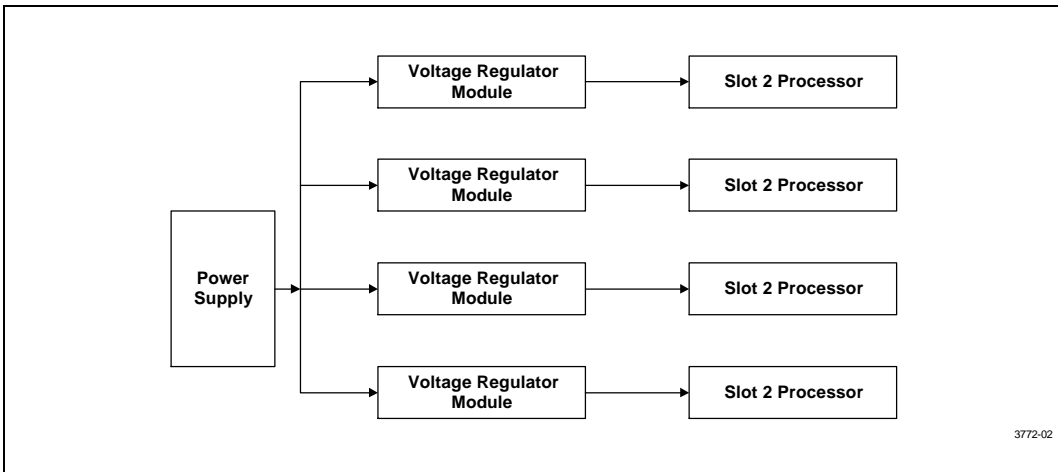 Voltage Regulator
Module
Slot 2 Processor
Voltage Regulator
Module
Slot 2 Processor
Power
Supply
Voltage Regulator
Module
Slot 2 Processor
Voltage Regulator
Module
Slot 2 Processor
3772-02